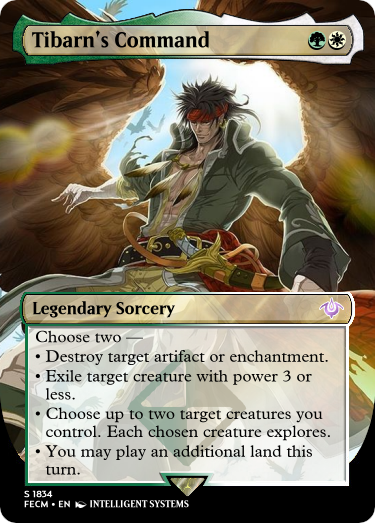 Tibarn's Command
Legendary Sorcery
Choose two —
• Destroy target artifact or enchantment.
• Exile target creature with power 3 or
less.
• Choose up to two target creatures you
control. Each chosen creature explores.
• You may play an additional land this
turn.
S 1834
FECM • EN INTELLIGENT SYSTEMS